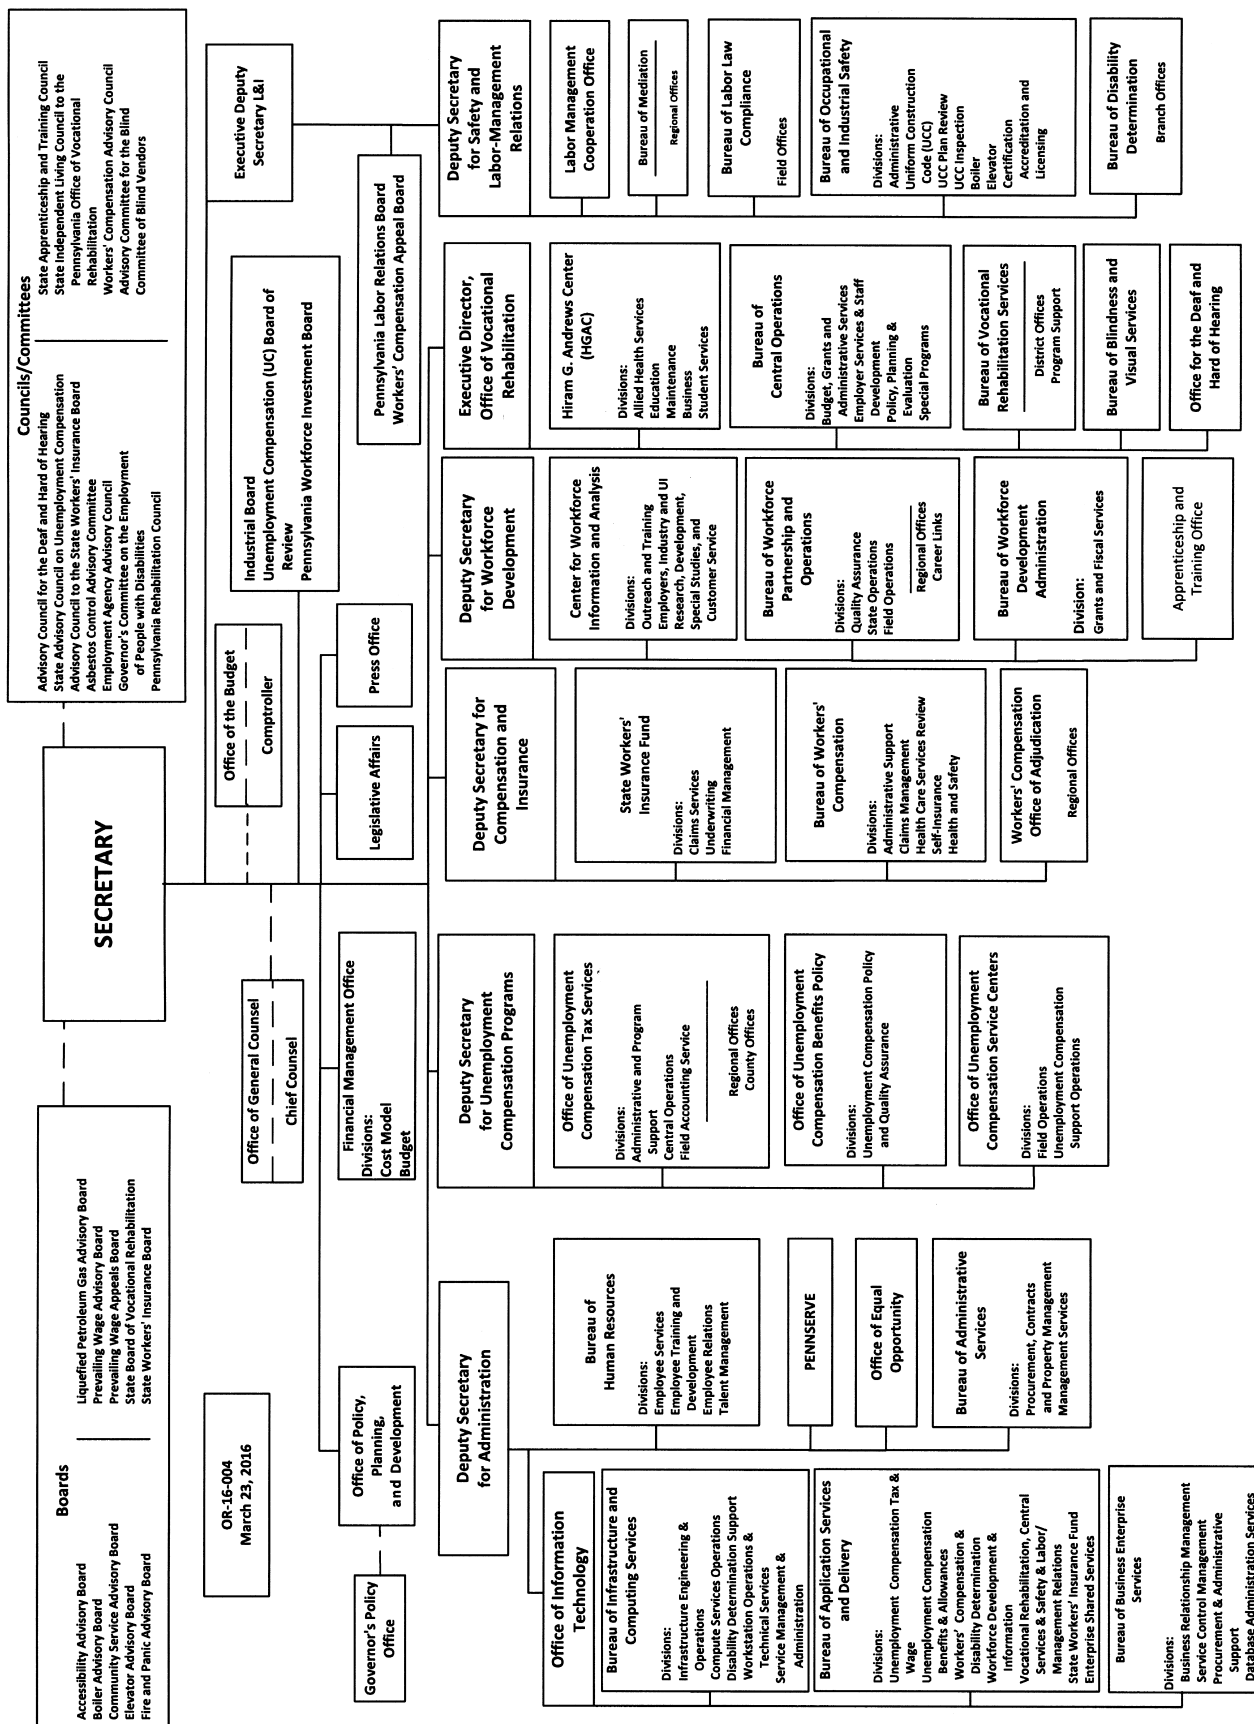 Boards
Accessibility Advisory Board
Boiler Advisory Board
Community Service Advisory Board
Elevator Advisory Board
Fire and Panic Advisory Board
Liquefied Petroleum Gas Advisory Board
Prevailing Wage Advisory Board
Prevailing Wage Appeals Board
State Board of Vocational Rehabilitation
State Workers' Insurance Board
SECRETARY
Councils/Committees
Advisory Council for the Deaf and Hard of Hearing
State Advisory Council on Unemployment Compensation
Advisory Council to the State Workers' Insurance Board
Asbestos Control Advisory Committee
Employment Agency Advisory Council
Governor's Committee on the Employment
of People with Disabilities
Pennsylvania Rehabilitation Council
State Apprenticeship and Training Council
State Independent Living Council to the
Pennsylvania Office of Vocational
Rehabilitation
Workers' Compensation Advisory Council
Advisory Committee for the Blind
Committee of Blind Vendors
OR-16-004
March 23, 2016
Office of General Counsel
Chief Counsel
Office of the Budget
Comptroller
Executive Deputy
Secretary L&I
Industrial Board
Unemployment Compensation (UC) Board of
Review
Pennsylvania Workforce Investment Board
Governor's Policy
Office
Office of Policy,
Planning,
and Development
Financial Management Office
Divisions:
Cost Model
Budget
Legislative Affairs
Press Office
Pennsylvania Labor Relations Board
Workers' Compensation Appeal Board
Deputy Secretary
for Administration
Office of Information
Technology
Bureau of Infrastructure and
Computing Services
Divisions:
Infrastructure Engineering &
Operations
Compute Services Operations
Disability Determination Support
Workstation Operations &
Technical Services
Service Management &
Administration
Bureau of Application Services
and Delivery
Divisions:
Unemployment Compensation Tax &
Wage
Unemployment Compensation
Benefits & Allowances
Workers' Compensation &
Disability Determination
Workforce Development &
Information
Vocational Rehabilitation, Central
Services & Safety & Labor/
Management Relations
State Workers' Insurance Fund
Enterprise Shared Services
Bureau of Business Enterprise
Services
Divisions:
Business Relationship Management
Service Control Management
Procurement & Administrative
Support
Database Administration Services
Bureau of
Human Resources
Divisions:
Employee Services
Employee Training and
Development
Employee Relations
Talent Management
PENNSERVE
Office of Equal
Opportunity
Bureau of Administrative
Services
Divisions:
Procurement, Contracts
and Property Management
Management Services
Deputy Secretary
for Unemployment
Compensation Programs
Office of Unemployment
Compensation Tax Services
Divisions:
Administrative and Program
Support
Central Operations
Field Accounting Service
Regional Offices
County Offices
Office of Unemployment
Compensation Benefits Policy
Divisions:
Unemployment Compensation Policy
and Quality Assurance
Office of Unemployment
Compensation Service Centers
Divisions:
Field Operations
Unemployment Compensation
Support Operations
Deputy Secretary for
Compensation and
Insurance
State Workers'
Insurance Fund
Divisions:
Claims Services
Underwriting
Financial Management
Bureau of Workers'
Compensation
Divisions:
Administrative Support
Claims Management
Health Care Services Review
Self-Insurance
Health and Safety
Workers' Compensation
Office of Adjudication
Regional Offices
Deputy Secretary
for Workforce
Development
Center for Workforce
Information and Analysis
Divisions:
Outreach and Training
Employers, Industry and UI
Research, Development,
Special Studies, and
Customer Service
Bureau of Workforce
Partnership and
Operations
Divisions:
Quality Assurance
State Operations
Field Operations
Regional Offices
Career Links
Bureau of Workforce
Development
Administration
Division:
Grants and Fiscal Services
Apprenticeship and
Training Office
Executive Director,
Office of Vocational
Rehabilitation
Hiram G. Andrews Center
(HGAC)
Divisions:
Allied Health Services
Education
Maintenance
Business
Student Services
Bureau of
Central Operations
Divisions:
Budget, Grants and
Administrative Services
Employer Services & Staff
Development
Policy, Planning &
Evaluation
Special Programs
Bureau of Vocational
Rehabilitation Services
District Offices
Program Support
Bureau of Blindness and
Visual Services
Office for the Deaf and
Hard of Hearing
Deputy Secretary
for Safety and
Labor-Management
Relations
Labor Management
Cooperation Office
Bureau of Mediation
Regional Offices
Bureau of Labor Law
Compliance
Field Offices
Bureau of Occupational
and Industrial Safety
Divisions:
Administrative
Uniform Construction
Code (UCC)
UCC Plan Review
UCC Inspection
Boiler
Elevator
Certification
Accreditation and
Licensing
Bureau of Disability
Determination
Branch Offices